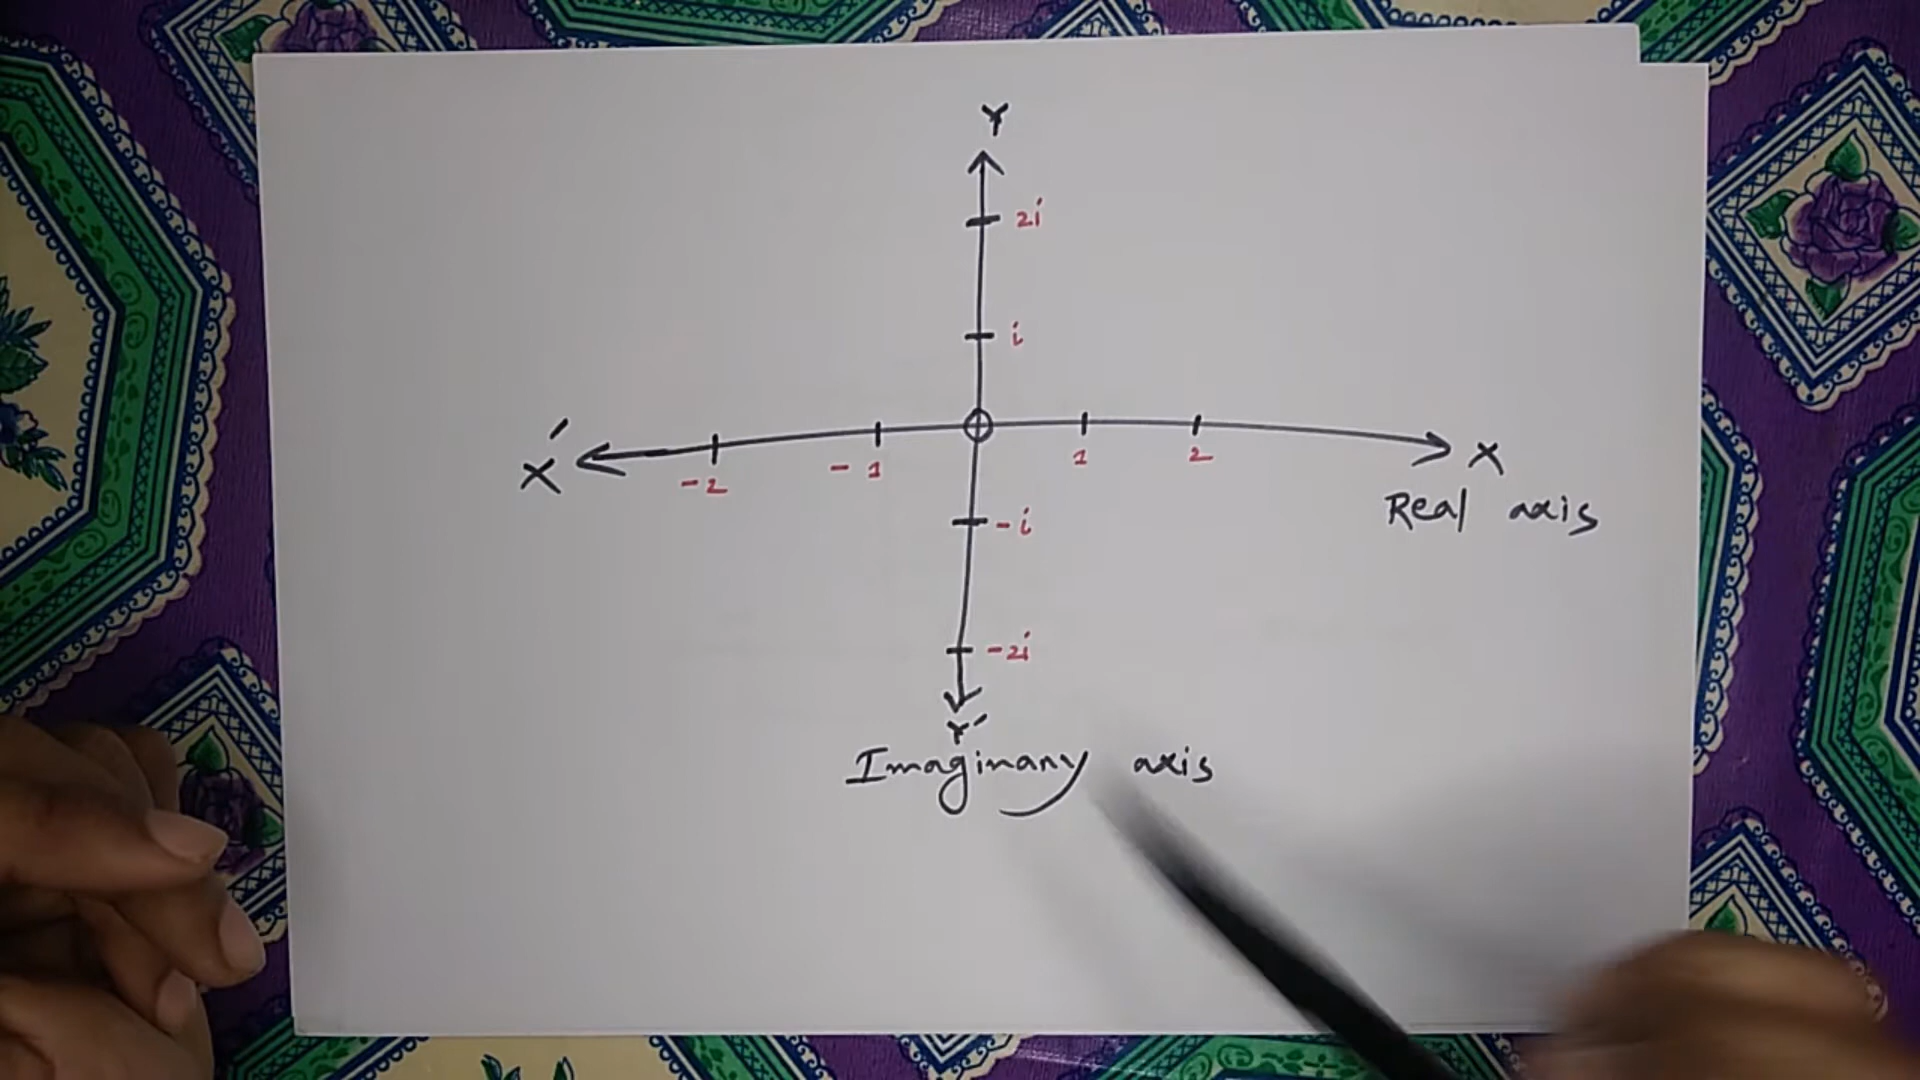 Y
2i
i
X' -2 -1 1 2 X
Real axis
-i
-2i
Y'
Imaginary axis